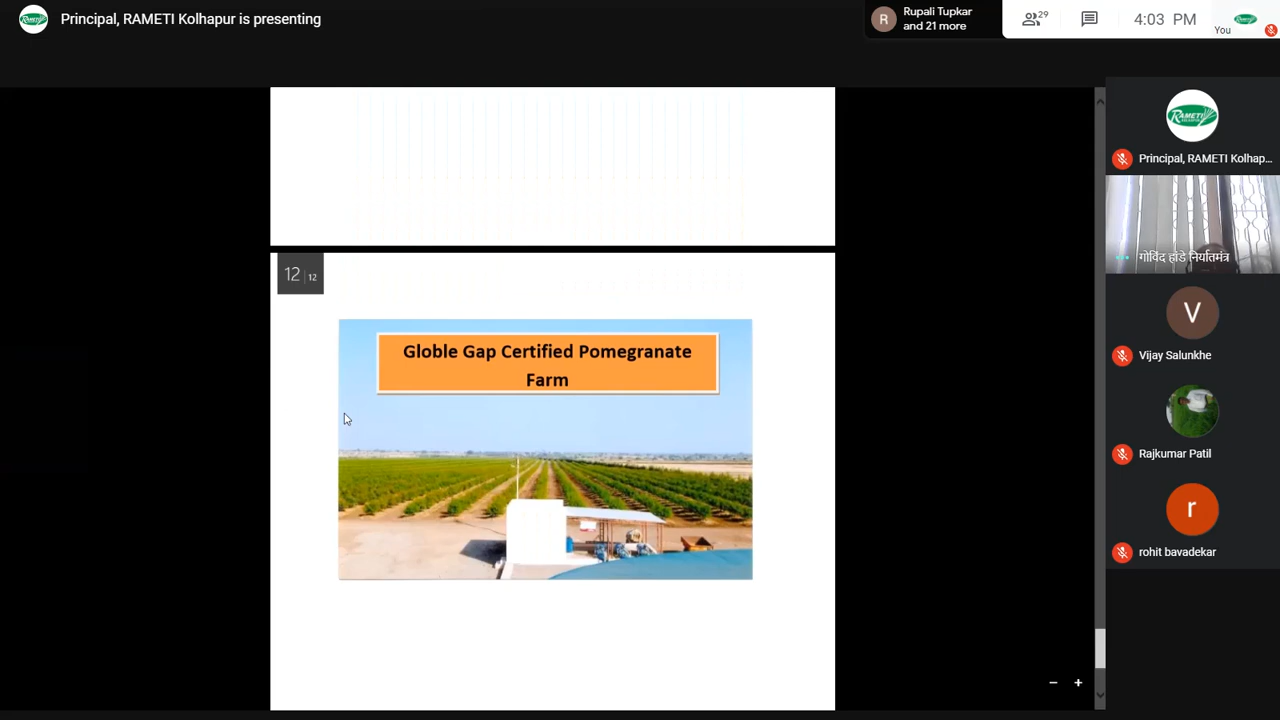 Principal, RAMETI Kolhapur is presenting
Rupali Tupkar
and 21 more
R
29
4:03 PM
You
RAMETI
Principal, RAMETI Kolhap...
गोविंद हांडे निर्यातमंत्र
V
Vijay Salunkhe
Rajkumar Patil
r
rohit bavadekar
12 | 12
Globle Gap Certified Pomegranate
Farm